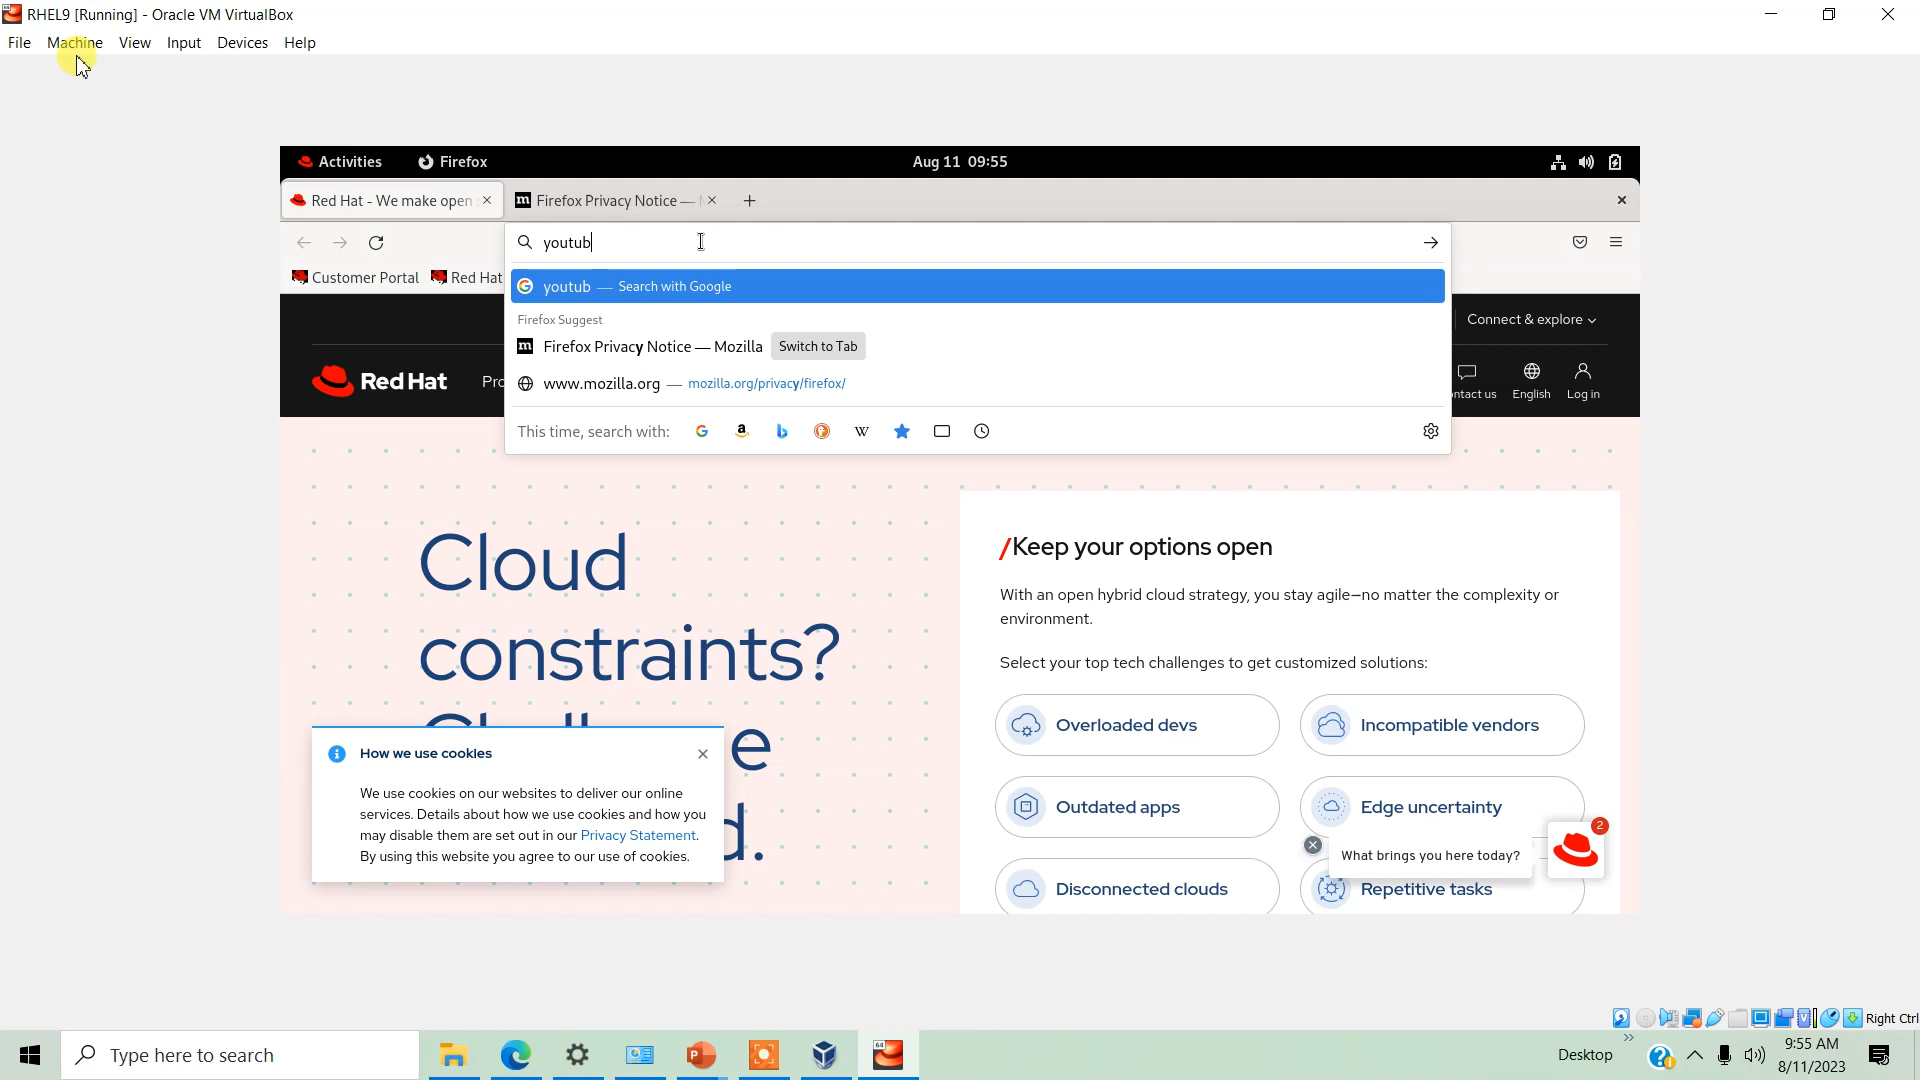 RHEL9 [Running] - Oracle VM VirtualBox
File Machine View Input Devices Help
Activities Firefox Aug 11 09:55
Red Hat - We make open Firefox Privacy Notice —
youtub
Customer Portal Red Hat
youtub — Search with Google
Firefox Suggest
Firefox Privacy Notice — Mozilla Switch to Tab
www.mozilla.org — mozilla.org/privacy/firefox/
This time, search with:
Connect & explore
Red Hat
English Log in
Cloud
constraints?
How we use cookies
We use cookies on our websites to deliver our online
services. Details about how we use cookies and how you
may disable them are set out in our Privacy Statement.
By using this website you agree to our use of cookies.
/Keep your options open
With an open hybrid cloud strategy, you stay agile—no matter the complexity or
environment.
Select your top tech challenges to get customized solutions:
Overloaded devs Incompatible vendors
Outdated apps Edge uncertainty
2
What brings you here today?
Disconnected clouds Repetitive tasks
Right Ctrl
Type here to search
64
Desktop
9:55 AM
8/11/2023